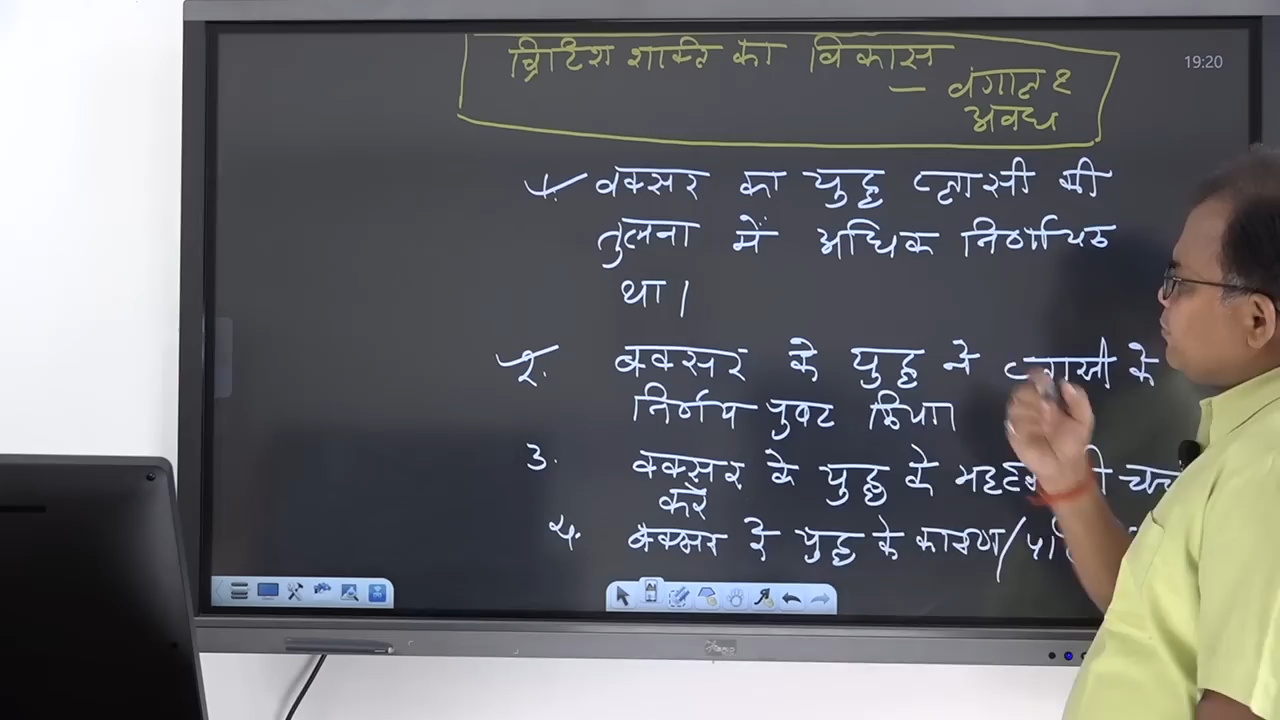 ब्रिटिश शक्ति का विकास
19:20
— बंगाल &
अवध
1. बक्सर का युद्ध प्लासी की
तुलना में अधिक निर्णायक
था।
2. बक्सर के युद्ध ने प्लासी के
निर्णय पुष्ट किया
3. बक्सर के युद्ध के
करें
4. बक्सर के युद्ध के कारण/